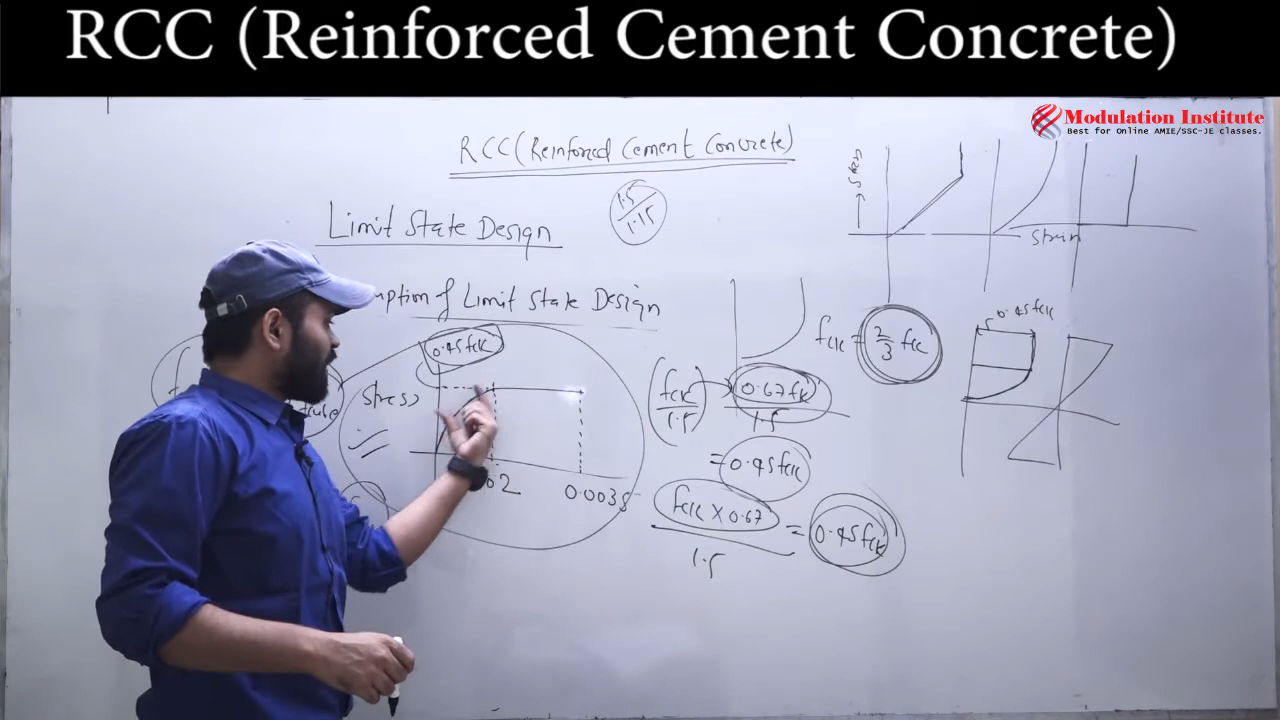 RCC (Reinforced Cement Concrete)
Modulation Institute
Best for Online AMIE/SSC-JE classes.
RCC (Reinforced Cement Concrete)
1.5
1.15
Limit State Design
mption of Limit State Design
Strain
0.45fck
0.45fck
fck = 2/3 fck
Stress
fck
1.5
0.67fck
1.5
= 0.45fck
02
0.0035
fck x 0.67
1.5
= 0.45fck